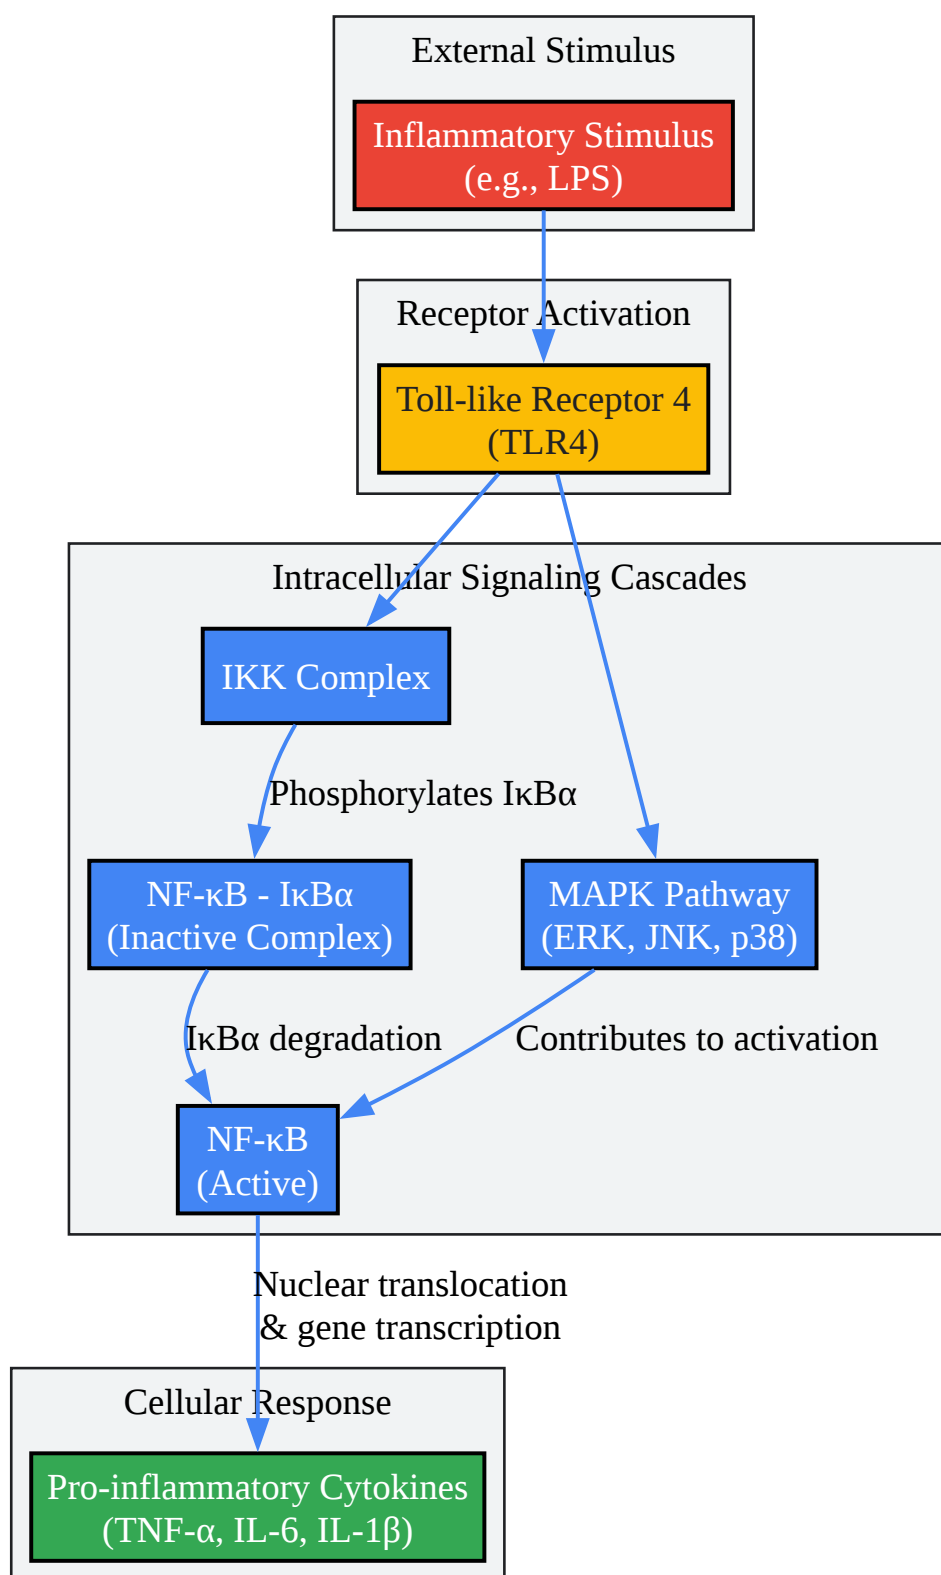 External Stimulus
Inflammatory Stimulus
(e.g., LPS)
Receptor Activation
Toll-like Receptor 4
(TLR4)
Intracellular Signaling Cascades
IKK Complex
Phosphorylates IκBα
NF-κB - IκBα
(Inactive Complex)
MAPK Pathway
(ERK, JNK, p38)
IκBα degradation
Contributes to activation
NF-κB
(Active)
Nuclear translocation
& gene transcription
Cellular Response
Pro-inflammatory Cytokines
(TNF-α, IL-6, IL-1β)